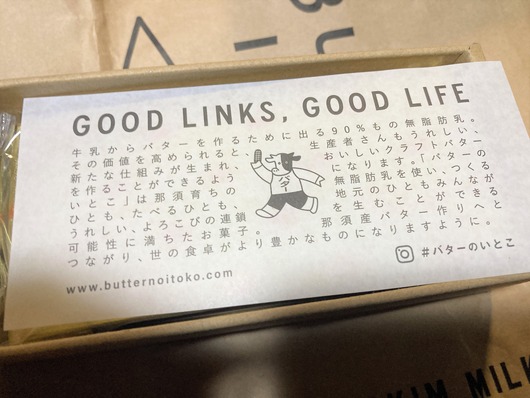 GOOD LINKS, GOOD LIFE
牛乳からバターを作るために出る90%もの無脂肪乳。
その価値を高められると、生産者さんもうれしい、
新たな仕組みが生まれ、おいしいクラフトバター
を作ることができるようになります。「バターの
いとこ」は那須育ちの無脂肪乳を使い、つくる
ひとも、たべるひとも、地元のひともみんなが
うれしい、よろこびの連鎖を生むことができる
可能性に満ちたお菓子。那須産バター作りへと
つながり、世の食卓がより豊かなものになりますように。
www.butternoitoko.com
#バターのいとこ
KIM MILK